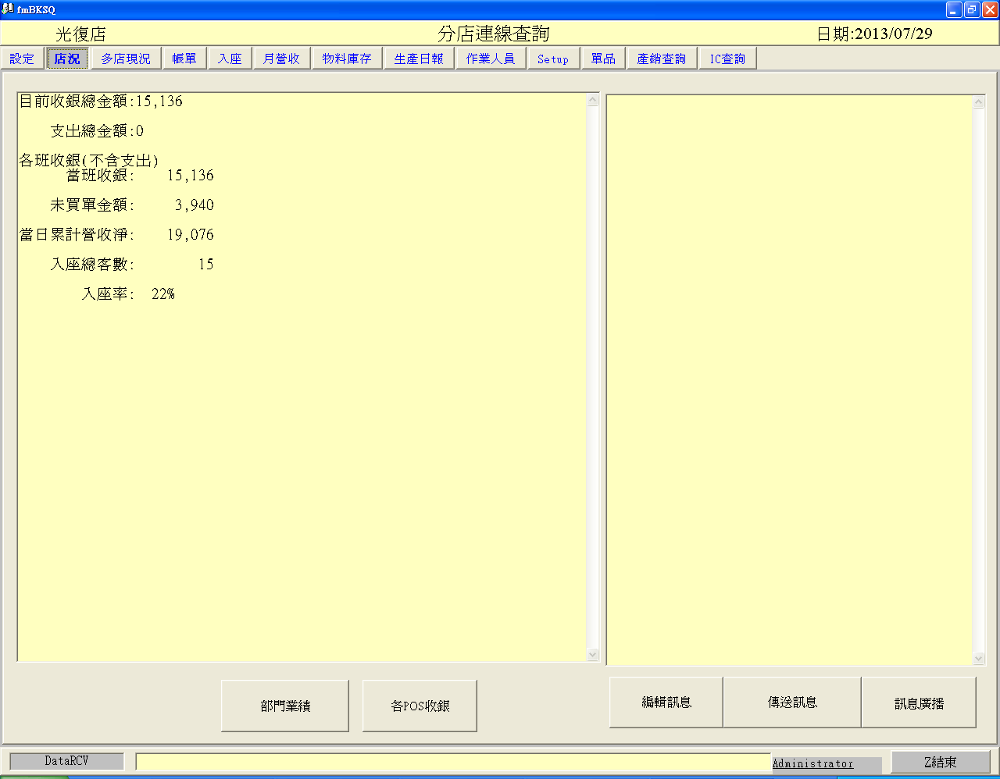 fmBKSQ
光復店 分店連線查詢 日期:2013/07/29
設定 店況 多店現況 帳單 入座 月營收 物料庫存 生產日報 作業人員 Setup 單品 產銷查詢 IC查詢
目前收銀總金額:15,136
支出總金額:0
各班收銀(不含支出)
當班收銀: 15,136
未買單金額: 3,940
當日累計營收淨: 19,076
入座總客數: 15
入座率: 22%
部門業績 各POS收銀 編輯訊息 傳送訊息 訊息廣播
DataRCV Administrator Z結束